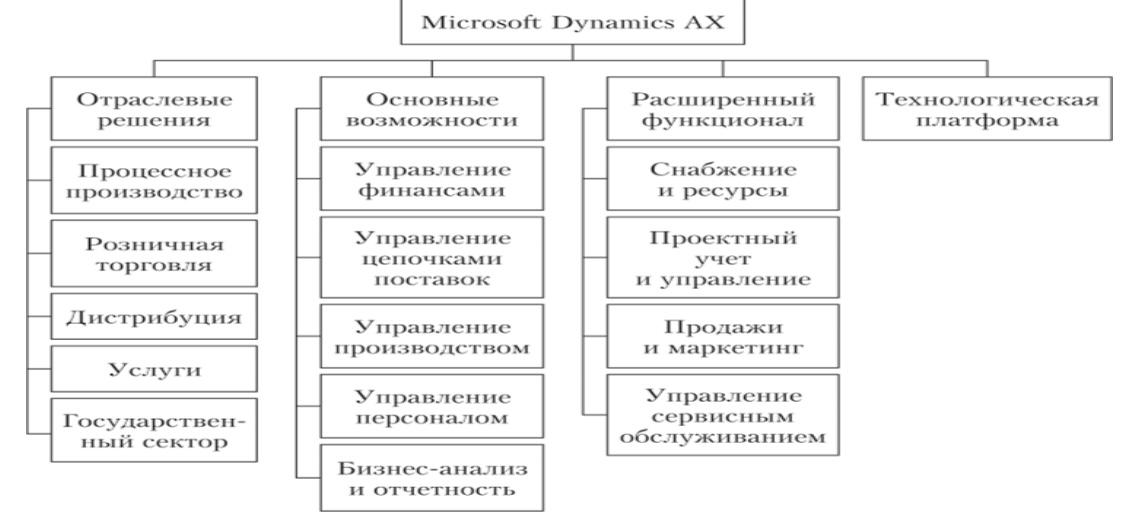 Microsoft Dynamics AX
Отраслевые
решения
Процессное
производство
Розничная
торговля
Дистрибуция
Услуги
Государствен-
ный сектор
Основные
возможности
Управление
финансами
Управление
цепочками
поставок
Управление
производством
Управление
персоналом
Бизнес-анализ
и отчетность
Расширенный
функционал
Снабжение
и ресурсы
Проектный
учет
и управление
Продажи
и маркетинг
Управление
сервисным
обслуживанием
Технологическая
платформа